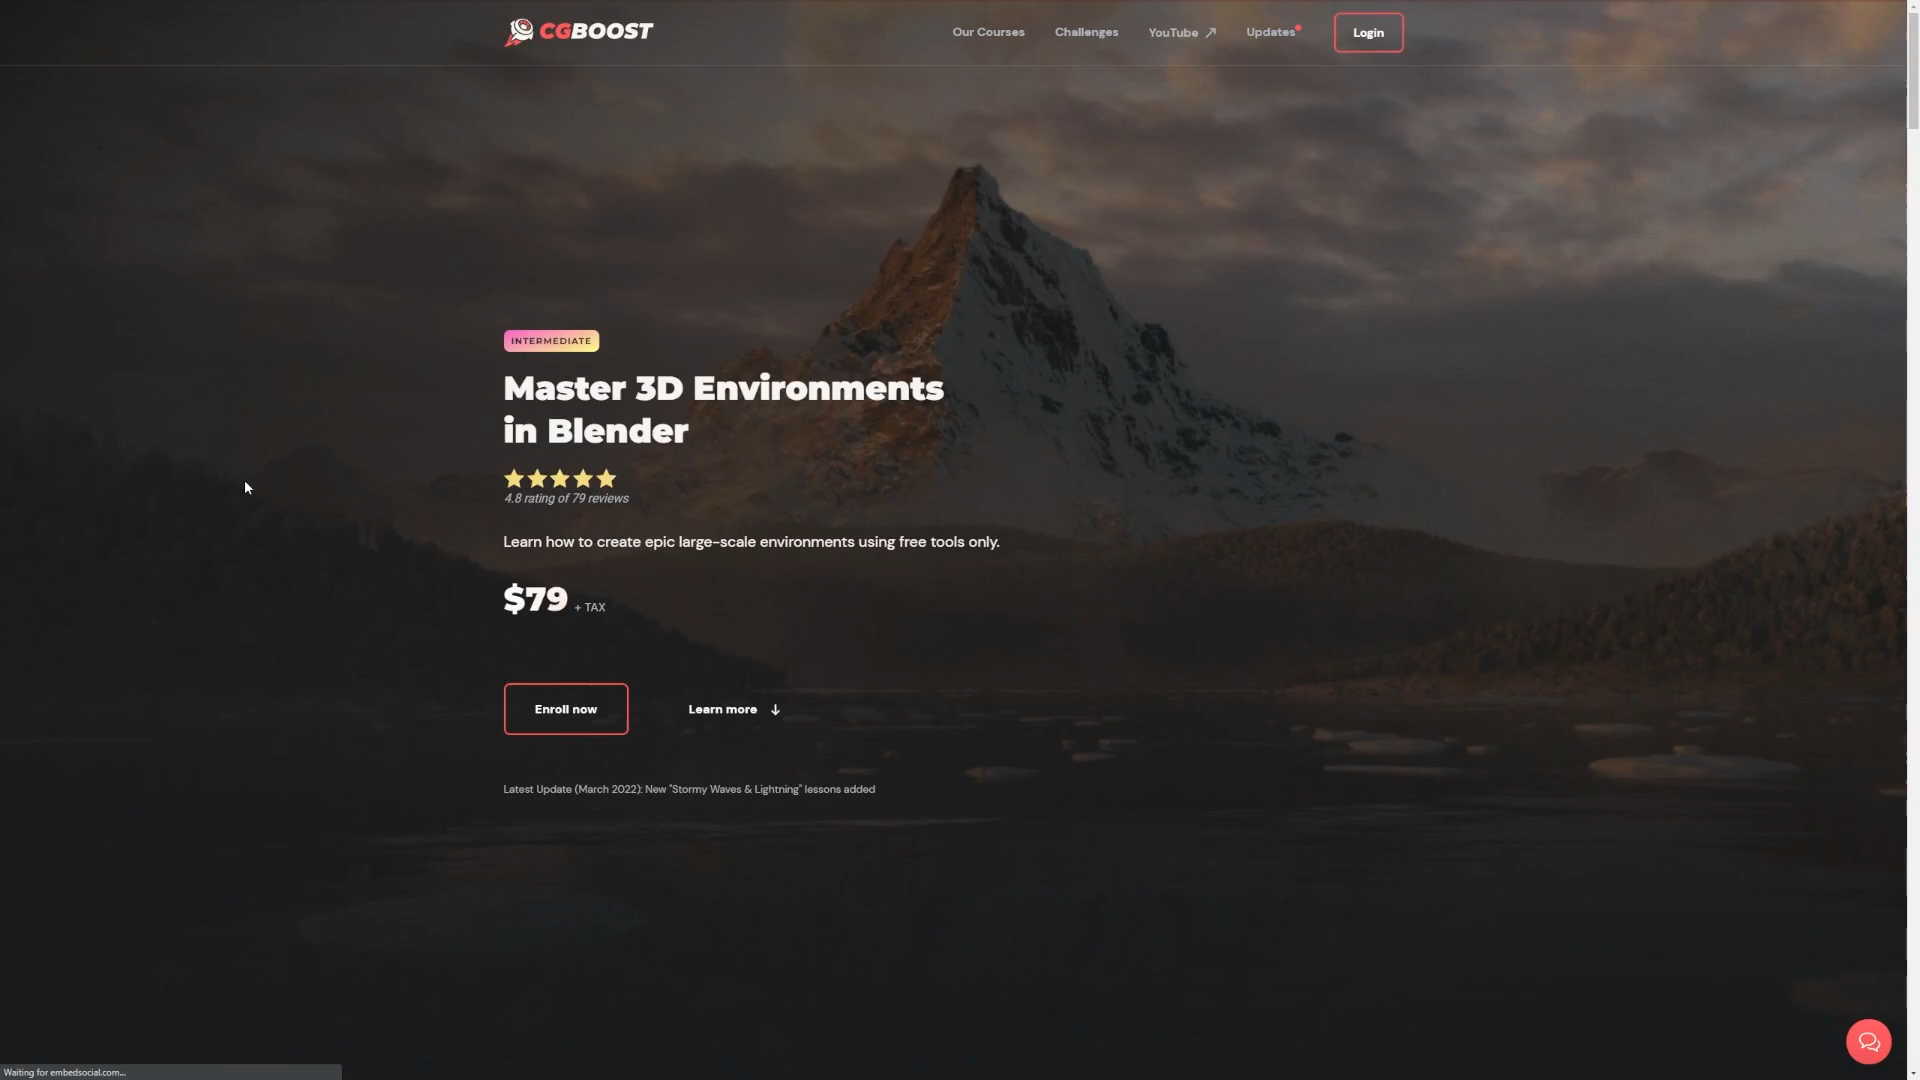 CGBOOST
Our Courses
Challenges
YouTube
Updates
Login
INTERMEDIATE
Master 3D Environments
in Blender
4.8 rating of 79 reviews
Learn how to create epic large-scale environments using free tools only.
$79 + TAX
Enroll now
Learn more
Latest Update (March 2022): New "Stormy Waves & Lightning" lessons added
Waiting for embedsocial.com...